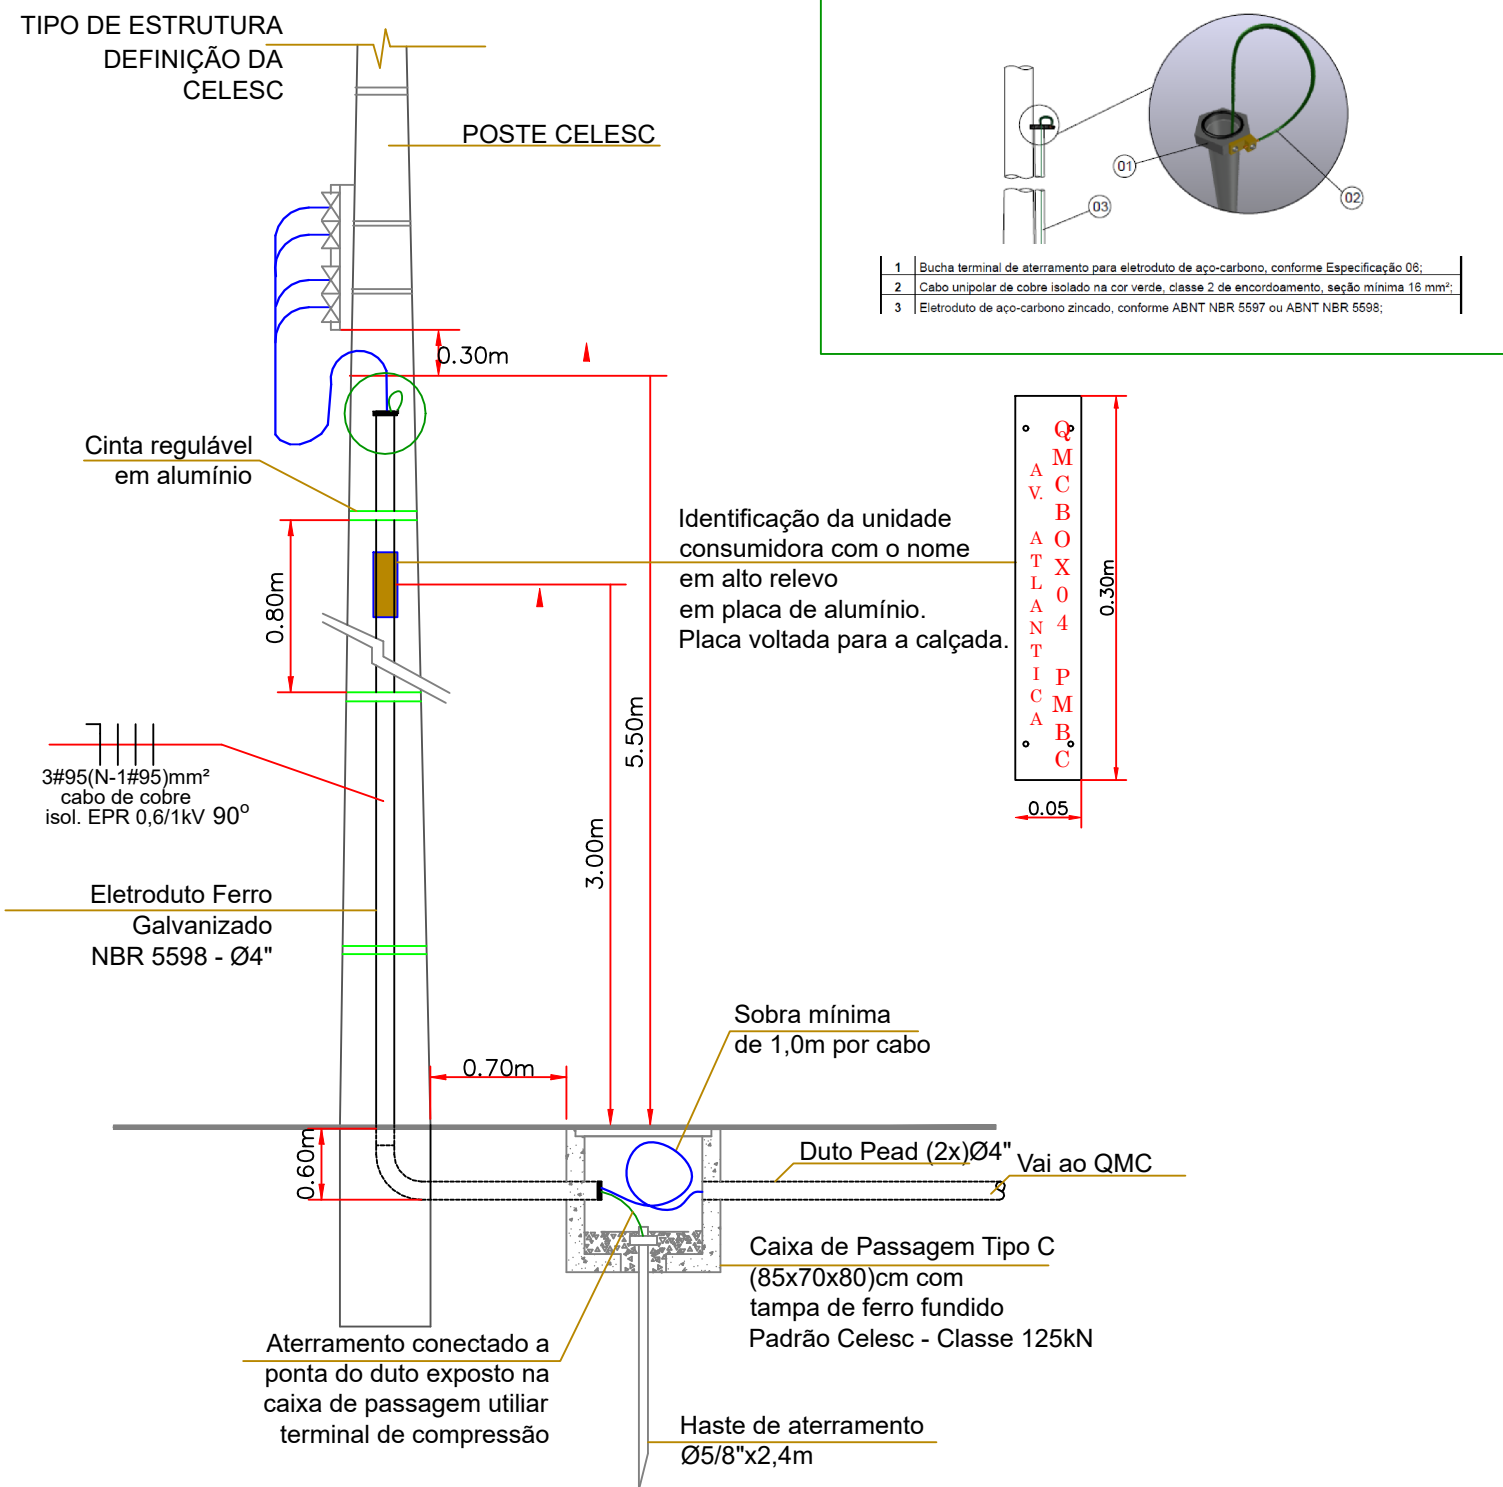 TIPO DE ESTRUTURA
DEFINIÇÃO DA
CELESC
POSTE CELESC
01
02
03
1 Bucha terminal de aterramento para eletroduto de aço-carbono, conforme Especificação 06;
2 Cabo unipolar de cobre isolado na cor verde, classe 2 de encordoamento, seção mínima 16 mm²;
3 Eletroduto de aço-carbono zincado, conforme ABNT NBR 5597 ou ABNT NBR 5598;
0.30m
Cinta regulável
em alumínio
0.80m
Identificação da unidade
consumidora com o nome
em alto relevo
em placa de alumínio.
Placa voltada para a calçada.
QMCBOX04 PMBC
AV. ATLANTICA
0.30m
0.05
5.50m
3.00m
3#95(N-1#95)mm²
cabo de cobre
isol. EPR 0,6/1kV 90°
Eletroduto Ferro
Galvanizado
NBR 5598 - Ø4"
0.70m
0.60m
Sobra mínima
de 1,0m por cabo
Duto Pead (2x)Ø4"
Vai ao QMC
Caixa de Passagem Tipo C
(85x70x80)cm com
tampa de ferro fundido
Padrão Celesc - Classe 125kN
Aterramento conectado a
ponta do duto exposto na
caixa de passagem utiliar
terminal de compressão
Haste de aterramento
Ø5/8"x2,4m